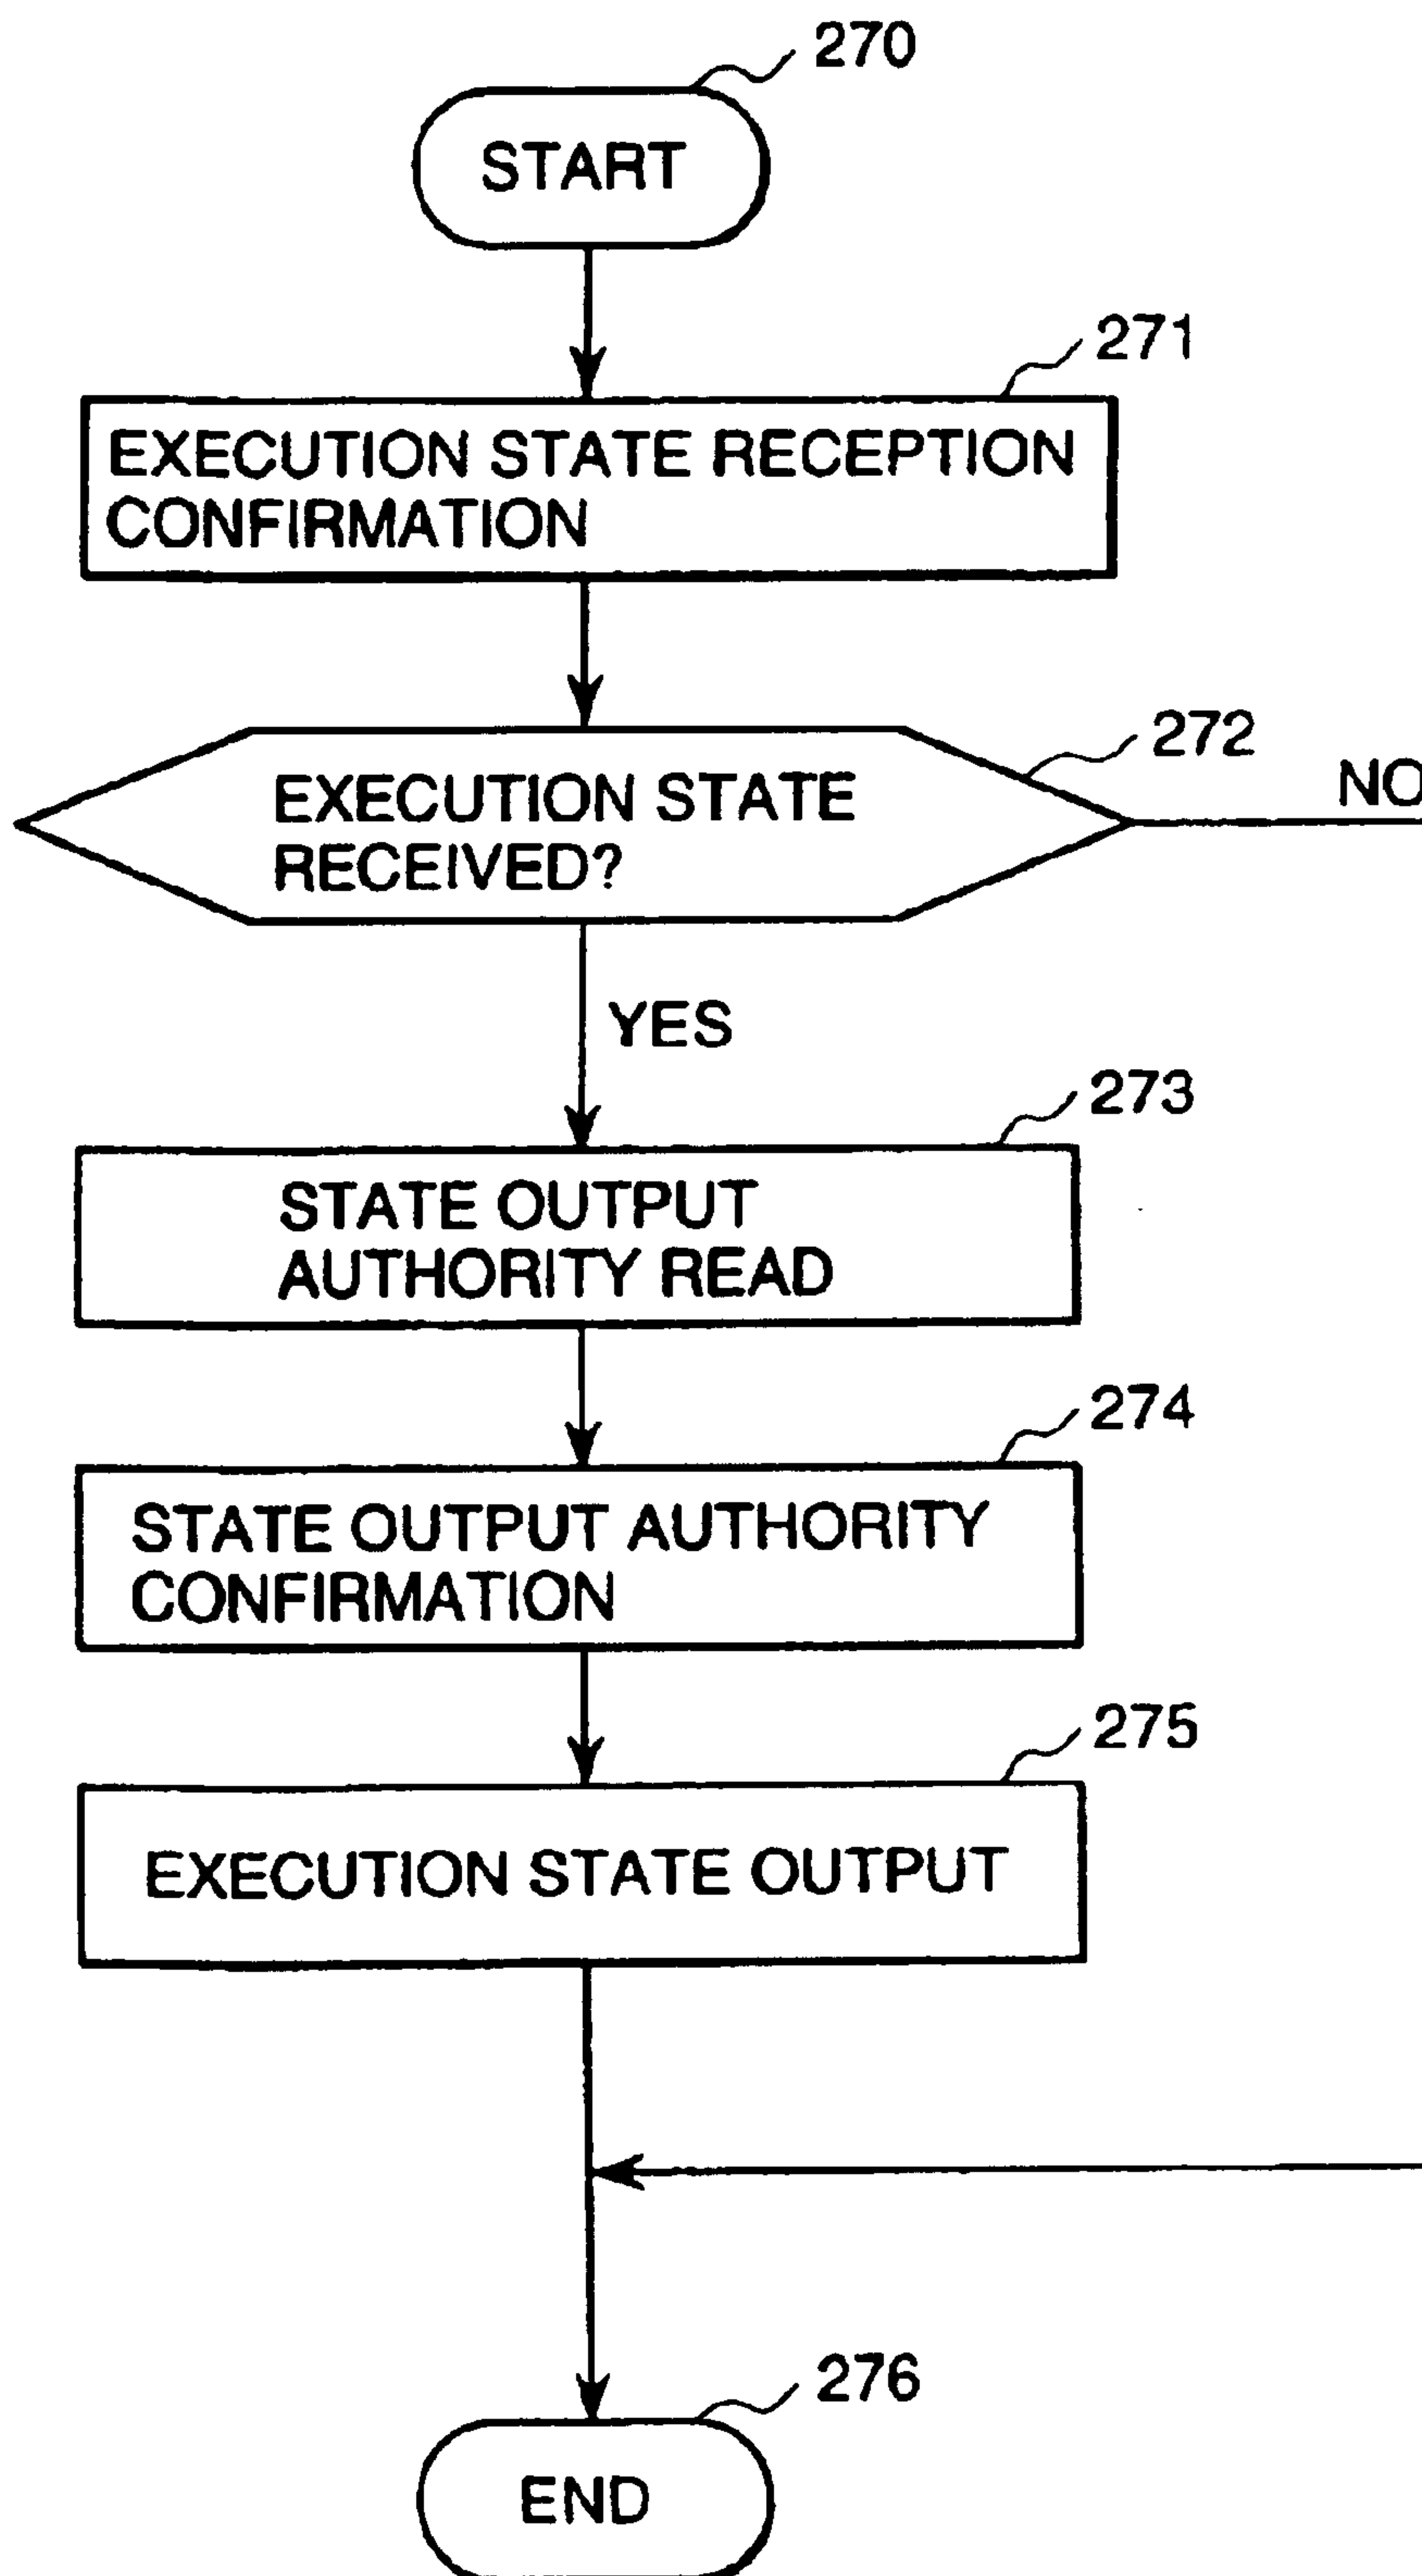 270
START
271
EXECUTION STATE RECEPTION
CONFIRMATION
272
EXECUTION STATE
RECEIVED?
NO
YES
273
STATE OUTPUT
AUTHORITY READ
274
STATE OUTPUT AUTHORITY
CONFIRMATION
275
EXECUTION STATE OUTPUT
276
END